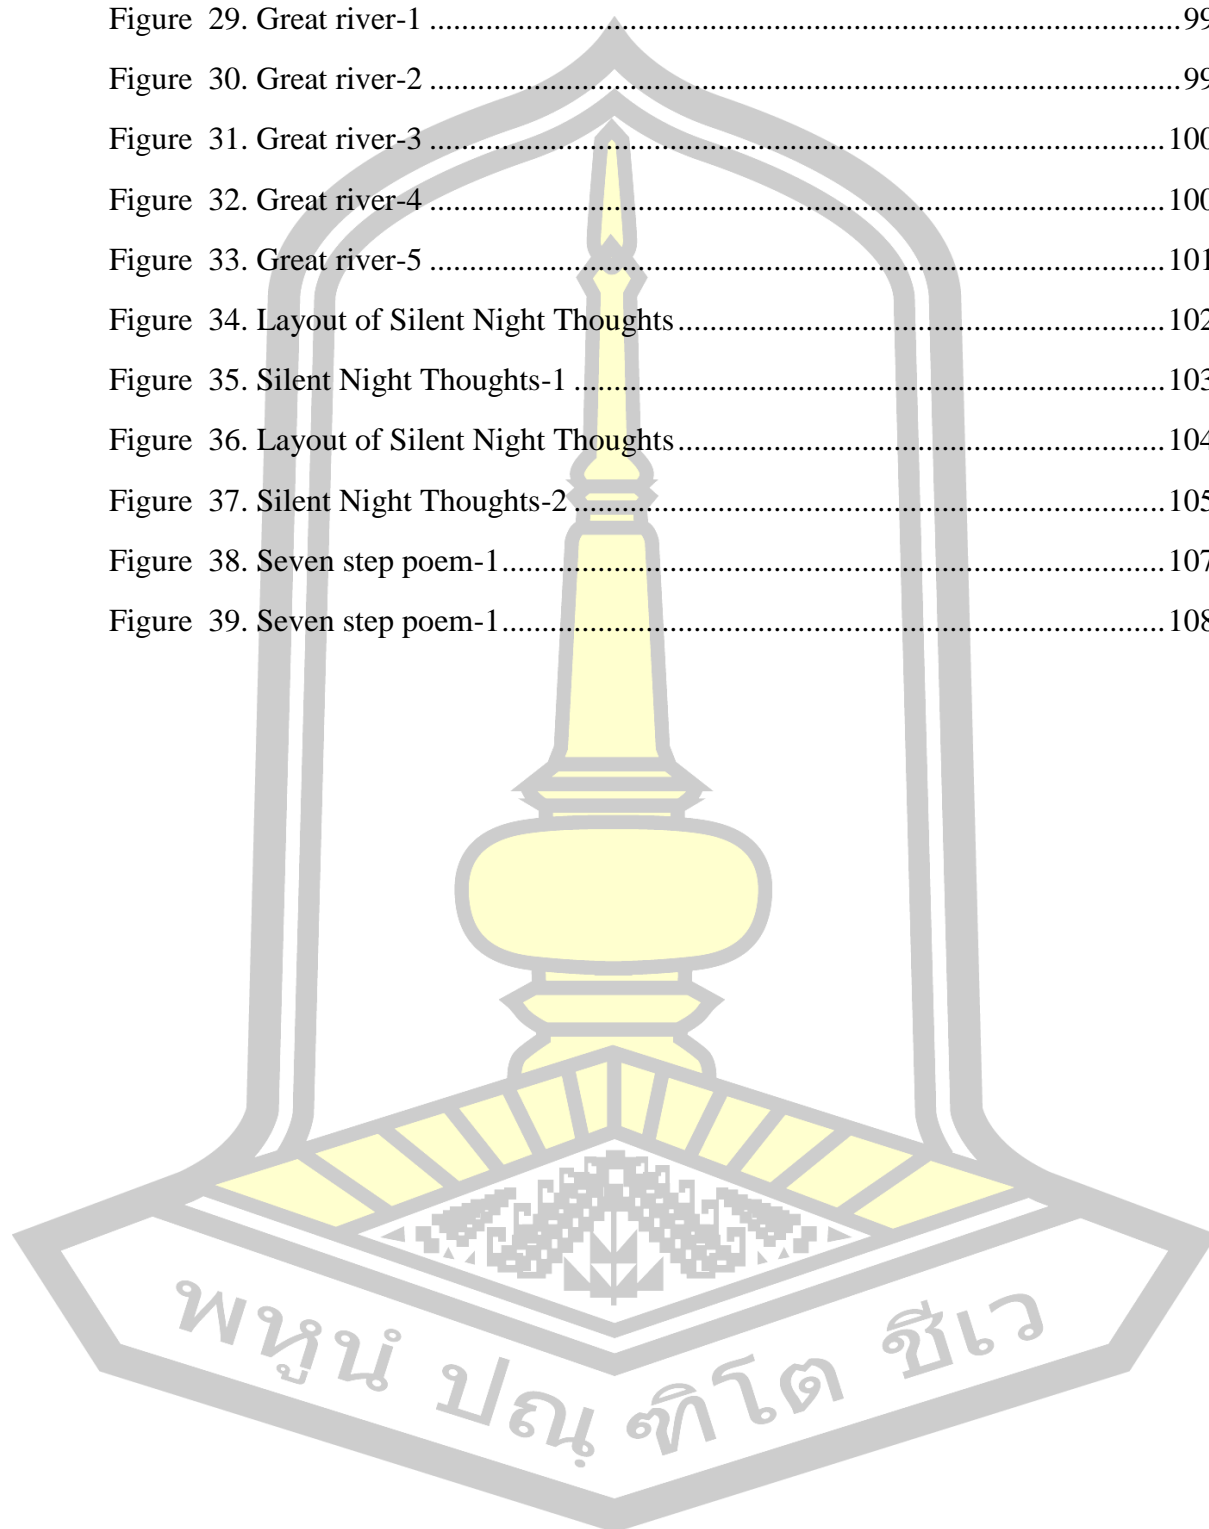 Figure 29. Great river-1 ........................................................................................... 99
Figure 30. Great river-2 ........................................................................................... 99
Figure 31. Great river-3 ......................................................................................... 100
Figure 32. Great river-4 ......................................................................................... 100
Figure 33. Great river-5 ......................................................................................... 101
Figure 34. Layout of Silent Night Thoughts ........................................................... 102
Figure 35. Silent Night Thoughts-1 ........................................................................ 103
Figure 36. Layout of Silent Night Thoughts ........................................................... 104
Figure 37. Silent Night Thoughts-2 ........................................................................ 105
Figure 38. Seven step poem-1 ................................................................................ 107
Figure 39. Seven step poem-1 ................................................................................ 108
พหูนํ ปณฺฑิโต ชีเว